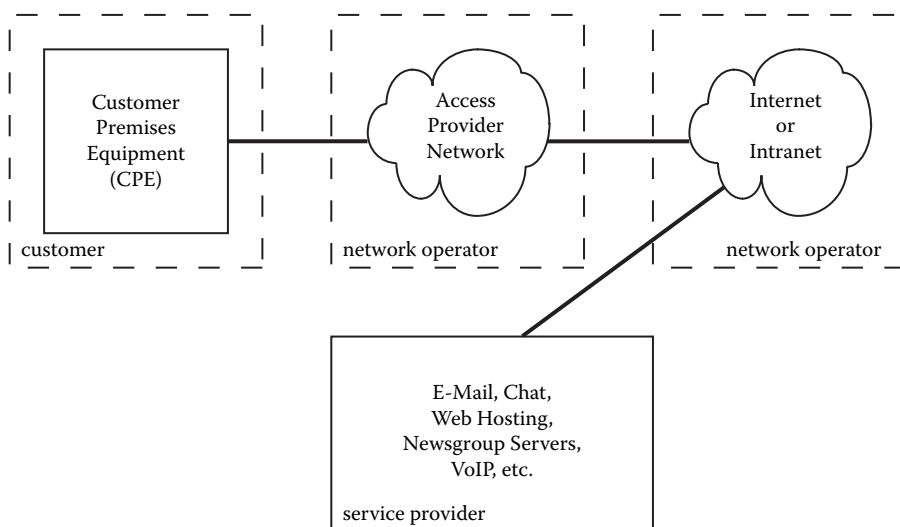 Customer
Premises
Equipment
(CPE)
customer
Access
Provider
Network
network operator
Internet
or
Intranet
network operator
E-Mail, Chat,
Web Hosting,
Newsgroup Servers,
VoIP, etc.
service provider